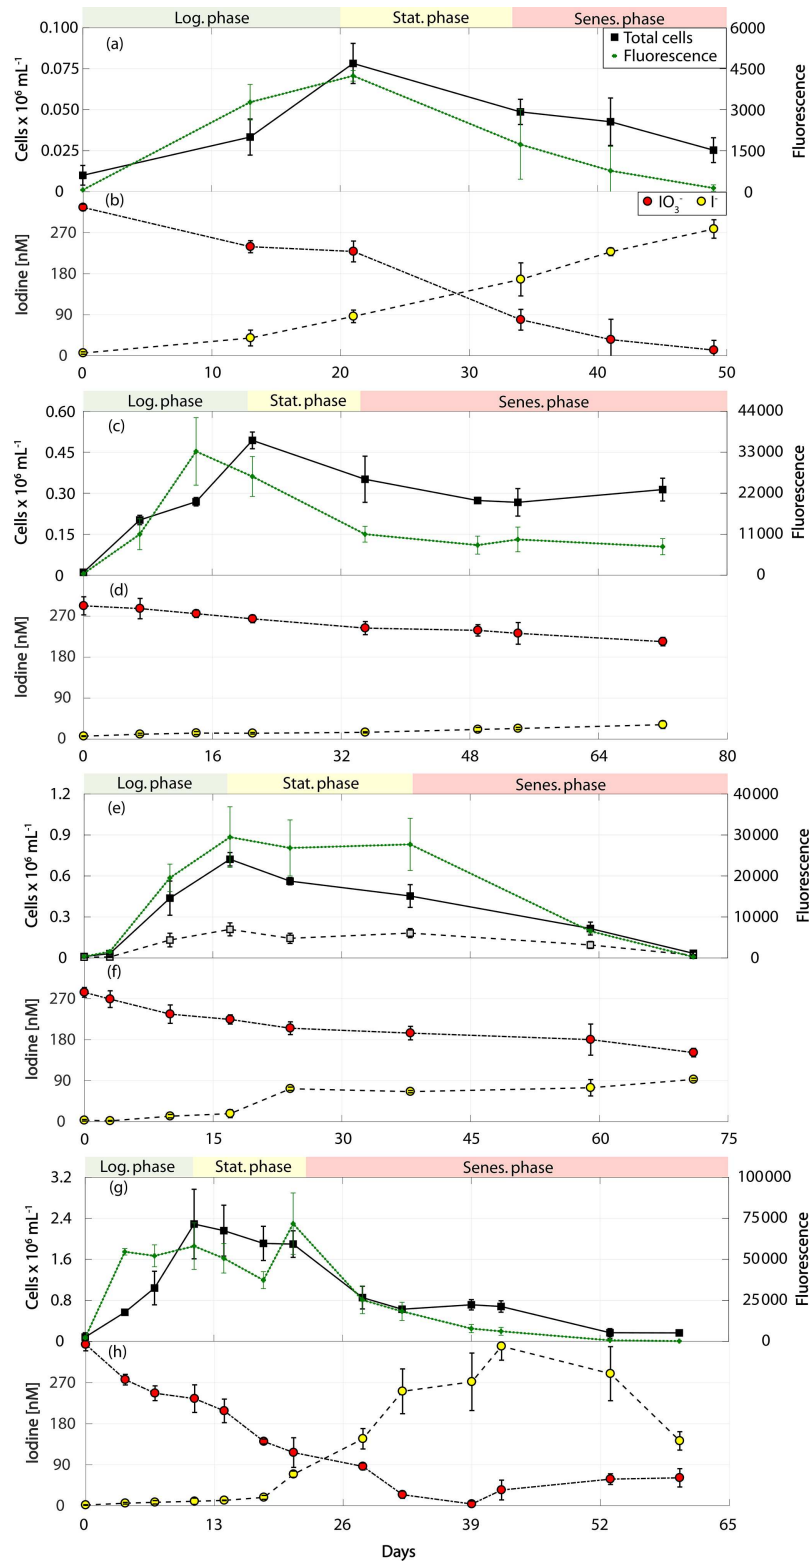 Log. phase Stat. phase Senes. phase
0.100 (a) 6000
Total cells
Fluorescence
0.075 4500
0.050 3000
0.025 1500
0 0
Cells x 10⁶ mL⁻¹
Fluorescence
(b)
IO₃⁻ I⁻
270
180
90
0
Iodine [nM]
0 10 20 30 40 50
Log. phase Stat. phase Senes. phase
0.60 (c) 44000
0.45 33000
0.30 22000
0.15 11000
0 0
Cells x 10⁶ mL⁻¹
Fluorescence
(d)
270
180
90
0
Iodine [nM]
0 16 32 48 64 80
Log. phase Stat. phase Senes. phase
1.2 (e) 40000
0.9 30000
0.6 20000
0.3 10000
0 0
Cells x 10⁶ mL⁻¹
Fluorescence
(f)
270
180
90
0
Iodine [nM]
0 15 30 45 60 75
Log. phase Stat. phase Senes. phase
3.2 (g) 100000
2.4 75000
1.6 50000
0.8 25000
0 0
Cells x 10⁶ mL⁻¹
Fluorescence
(h)
270
180
90
0
Iodine [nM]
0 13 26 39 52 65
Days